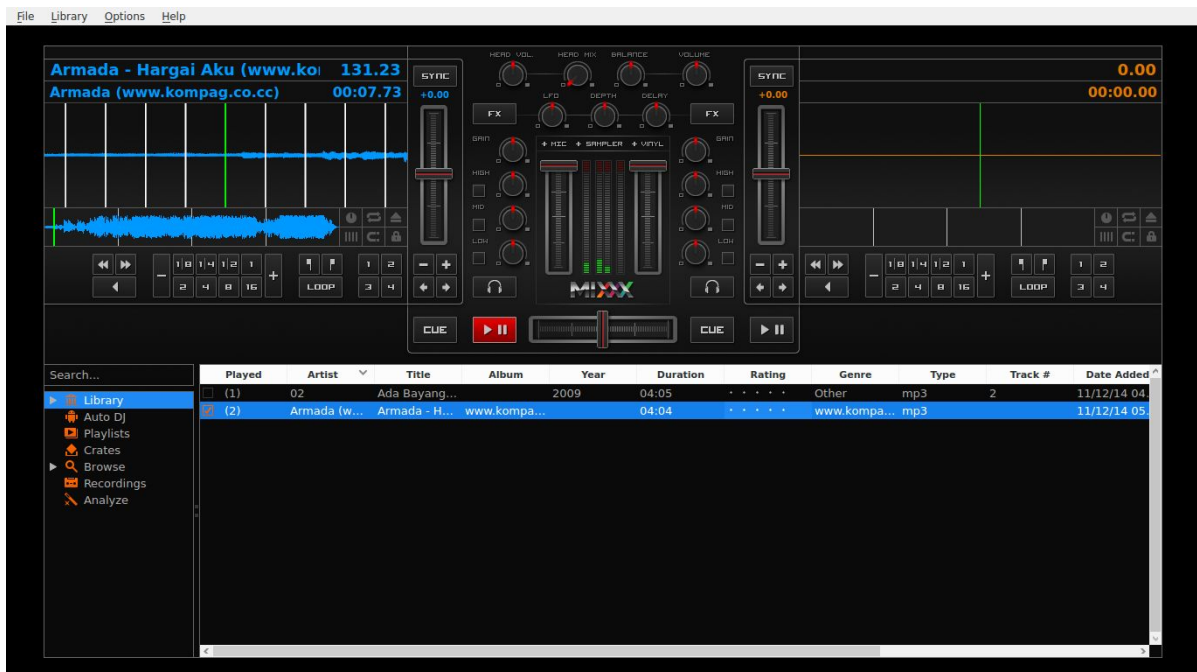 File Library Options Help
HEAD VOL. HEAD MIX BALANCE VOLUME
Armada - Hargai Aku (www.ko 131.23
SYNC
SYNC
0.00
Armada (www.kompag.co.cc) 00:07.73
+0.00
+0.00
00:00.00
LFO DEPTH DELAY
FX
FX
GAIN
GAIN
+ MIC + SAMPLER + VINYL
HIGH
HIGH
MID
MID
LOW
LOW
1|8 1|4 1|2 1
1 2
1|8 1|4 1|2 1
1 2
2 4 8 16
LOOP
3 4
2 4 8 16
LOOP
3 4
MIXXX
CUE
CUE
Search...
Played Artist Title Album Year Duration Rating Genre Type Track # Date Added
(1) 02 Ada Bayang... 2009 04:05 Other mp3 2 11/12/14 04.
(2) Armada (w... Armada - H... www.kompa... 04:04 www.kompa... mp3 11/12/14 05.
Library
Auto DJ
Playlists
Crates
Browse
Recordings
Analyze